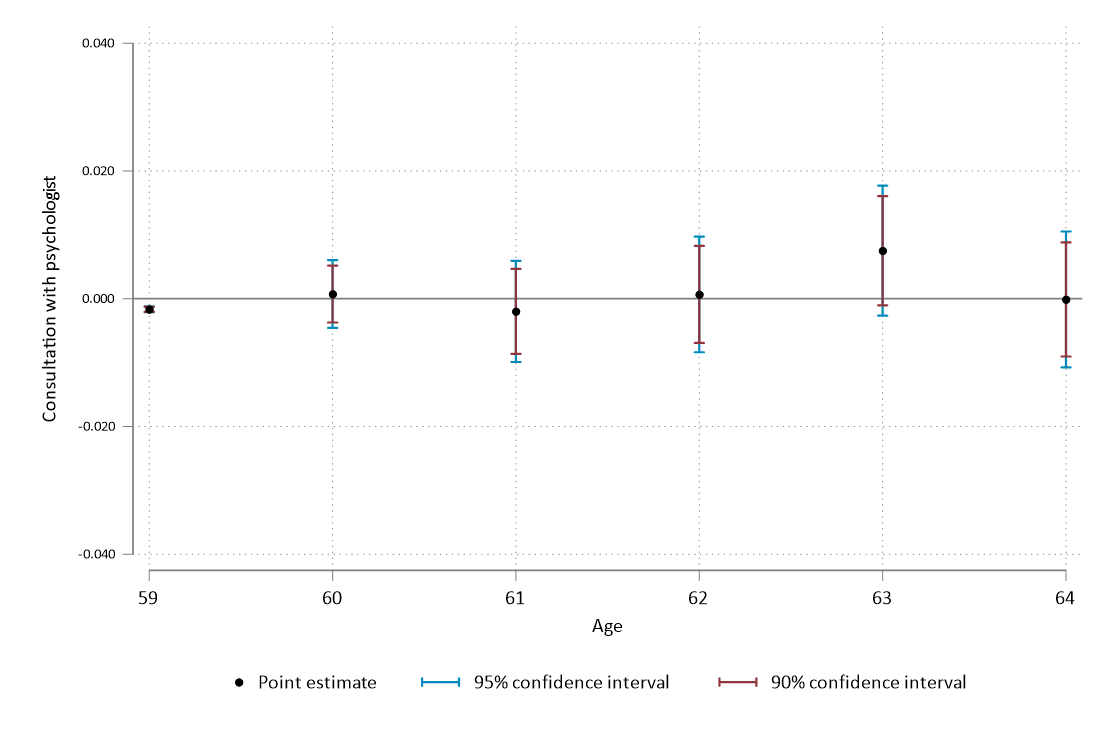 0.040
0.020
0.000
-0.020
-0.040
Consultation with psychologist
59 60 61 62 63 64
Age
Point estimate 95% confidence interval 90% confidence interval